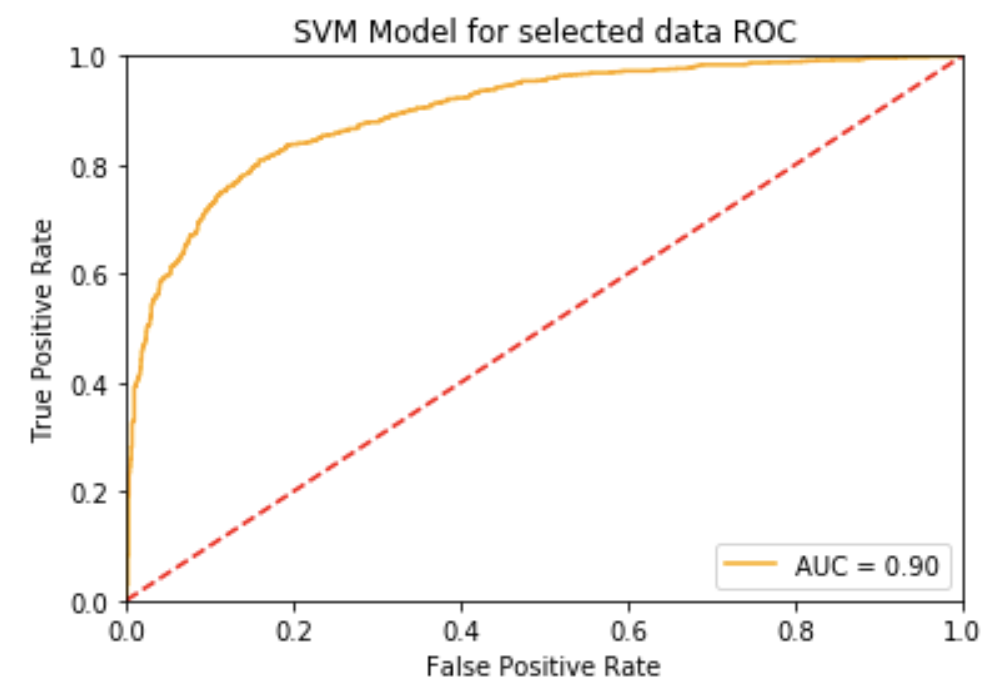 SVM Model for selected data ROC
1.0
0.8
0.6
0.4
0.2
0.0
True Positive Rate
AUC = 0.90
0.0 0.2 0.4 0.6 0.8 1.0
False Positive Rate